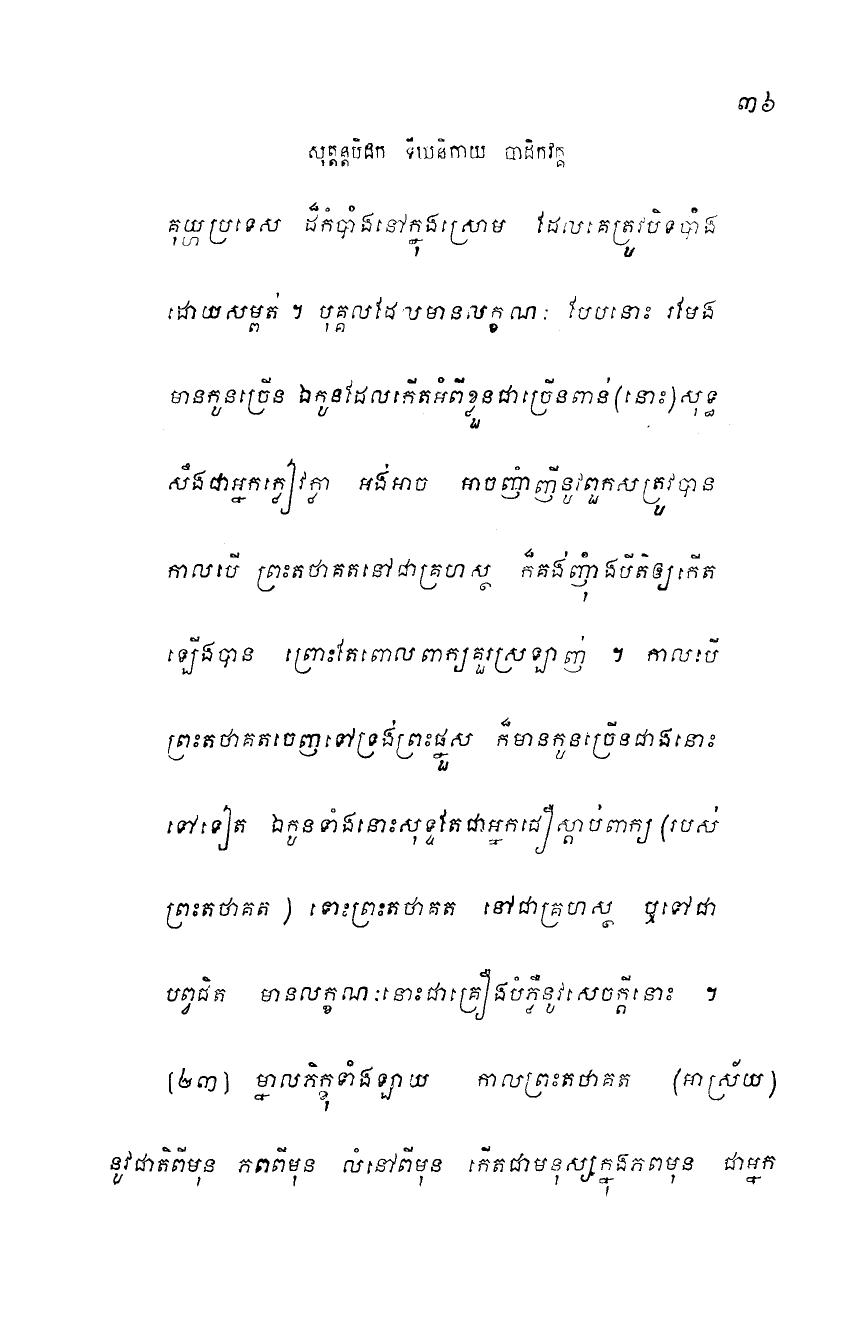 ៣៦
សុត្តន្តបិដក ទីឃនិកាយ បាដិកវគ្គ
គុយ្ហប្រទេស ដ៏កំបាំងនៅក្នុងស្រោម ដែលគេត្រូវបិទបាំង
ដោយសម្ពត់ ។ បុគ្គលដែលមានលក្ខណៈ បែបនោះ រមែង
មានកូនច្រើន ឯកូនដែលកើតអំពីខ្លួនជាច្រើនពាន់(នោះ)សុទ្ធ
សឹងជាអ្នកក្លៀវក្លា អង់អាច អាចញាំញីនូវពួកសត្រូវបាន
កាលបើ ព្រះតថាគតនៅជាគ្រហស្ថ ក៏គង់ញុំាងបីតិឲ្យកើត
ឡើងបាន ព្រោះតែពោលពាក្យគួរស្រឡាញ់ ។ កាលបើ
ព្រះតថាគតចេញទៅទ្រង់ព្រះផ្នួស ក៏មានកូនច្រើនជាងនោះ
ទៅទៀត ឯកូនទាំងនោះសុទ្ធតែជាអ្នកជឿស្តាប់ពាក្យ (របស់
ព្រះតថាគត ) ទោះព្រះតថាគត នៅជាគ្រហស្ថ ឬទៅជា
បព្វជិត មានលក្ខណៈនោះជាគ្រឿងបំភ្លឺនូវសេចក្តីនោះ ។
[២៣] ម្នាលភិក្ខុទាំងឡាយ កាលព្រះតថាគត (អាស្រ័យ)
នូវជាតិពីមុន ភពពីមុន លំនៅពីមុន កើតជាមនុស្សក្នុងភពមុន ជាអ្នក